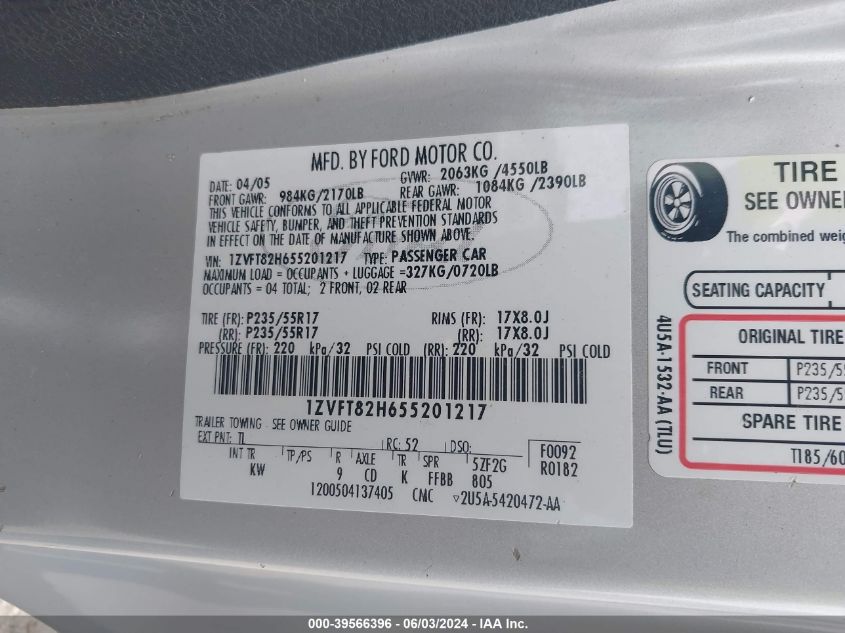 MFD. BY FORD MOTOR CO.
DATE: 04/05 GVWR: 2063KG /4550LB
FRONT GAWR: 984KG/2170LB REAR GAWR: 1084KG /2390LB
THIS VEHICLE CONFORMS TO ALL APPLICABLE FEDERAL MOTOR
VEHICLE SAFETY, BUMPER, AND THEFT PREVENTION STANDARDS
IN EFFECT ON THE DATE OF MANUFACTURE SHOWN ABOVE.
VIN: 1ZVFT82H655201217 TYPE: PASSENGER CAR
MAXIMUM LOAD = OCCUPANTS + LUGGAGE =327KG/0720LB
OCCUPANTS = 04 TOTAL; 2 FRONT, 02 REAR
TIRE (FR): P235/55R17 RIMS (FR): 17X8.0J
(RR): P235/55R17 (RR): 17X8.0J
PRESSURE (FR): 220 kPa/32 PSI COLD (RR): 220 kPa/32 PSI COLD
1ZVFT82H655201217
TRAILER TOWING - SEE OWNER GUIDE
EXT PNT: TL RC: 52 DSO: F0092
INT TR TP/PS R AXLE TR SPR 5ZF2G R0182
KW 9 CD K FFBB 805
1200504137405 CMC ▽2U5A-5420472-AA
TIRE
SEE OWNER
The combined weig
SEATING CAPACITY
ORIGINAL TIRE
FRONT P235/55
REAR P235/55
SPARE TIRE
T185/60
4U5A-1532-AA (TLU)
000-39566396 - 06/03/2024 - IAA Inc.